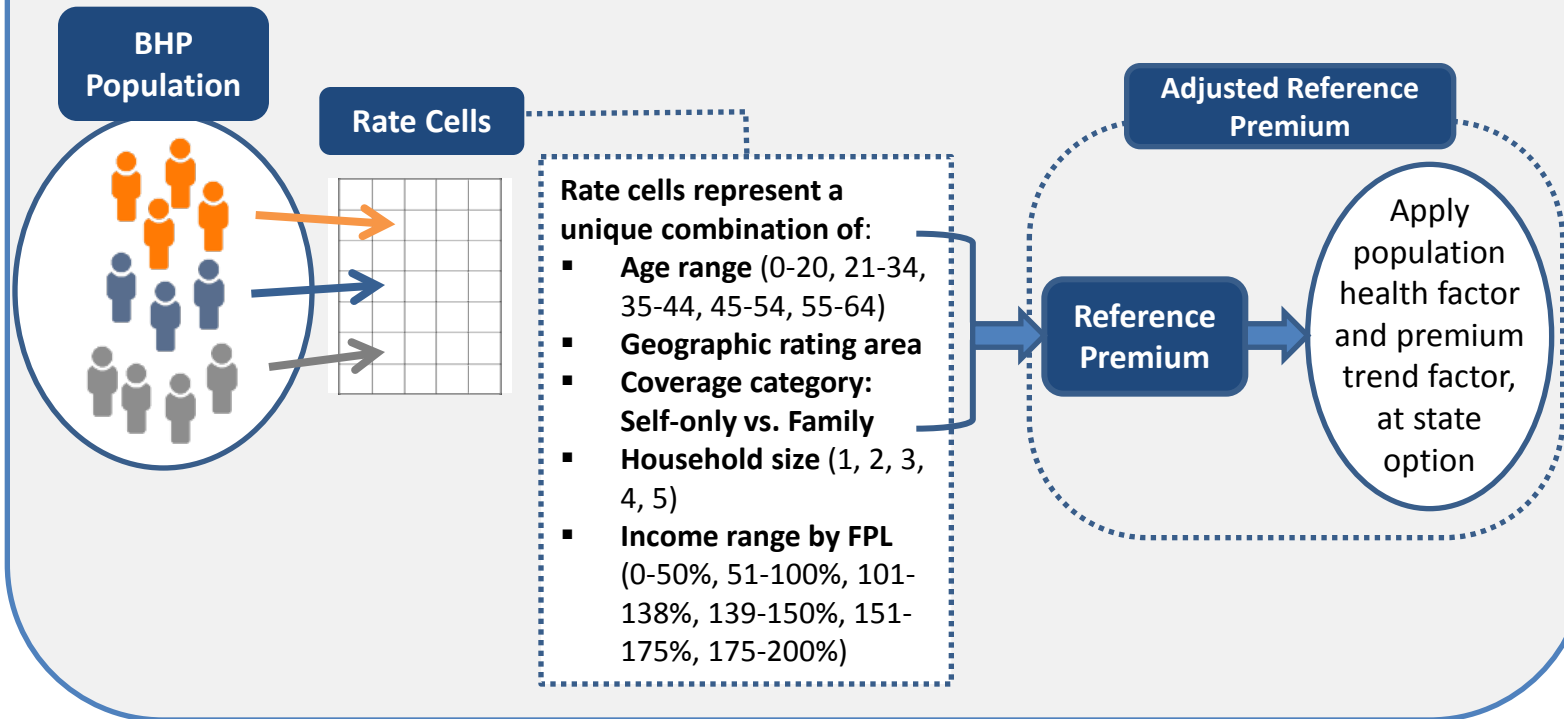 BHP
Population
Rate Cells
Rate cells represent a
unique combination of:
▪ Age range (0-20, 21-34,
35-44, 45-54, 55-64)
▪ Geographic rating area
▪ Coverage category:
Self-only vs. Family
▪ Household size (1, 2, 3,
4, 5)
▪ Income range by FPL
(0-50%, 51-100%, 101-
138%, 139-150%, 151-
175%, 175-200%)
Adjusted Reference
Premium
Reference
Premium
Apply
population
health factor
and premium
trend factor,
at state
option